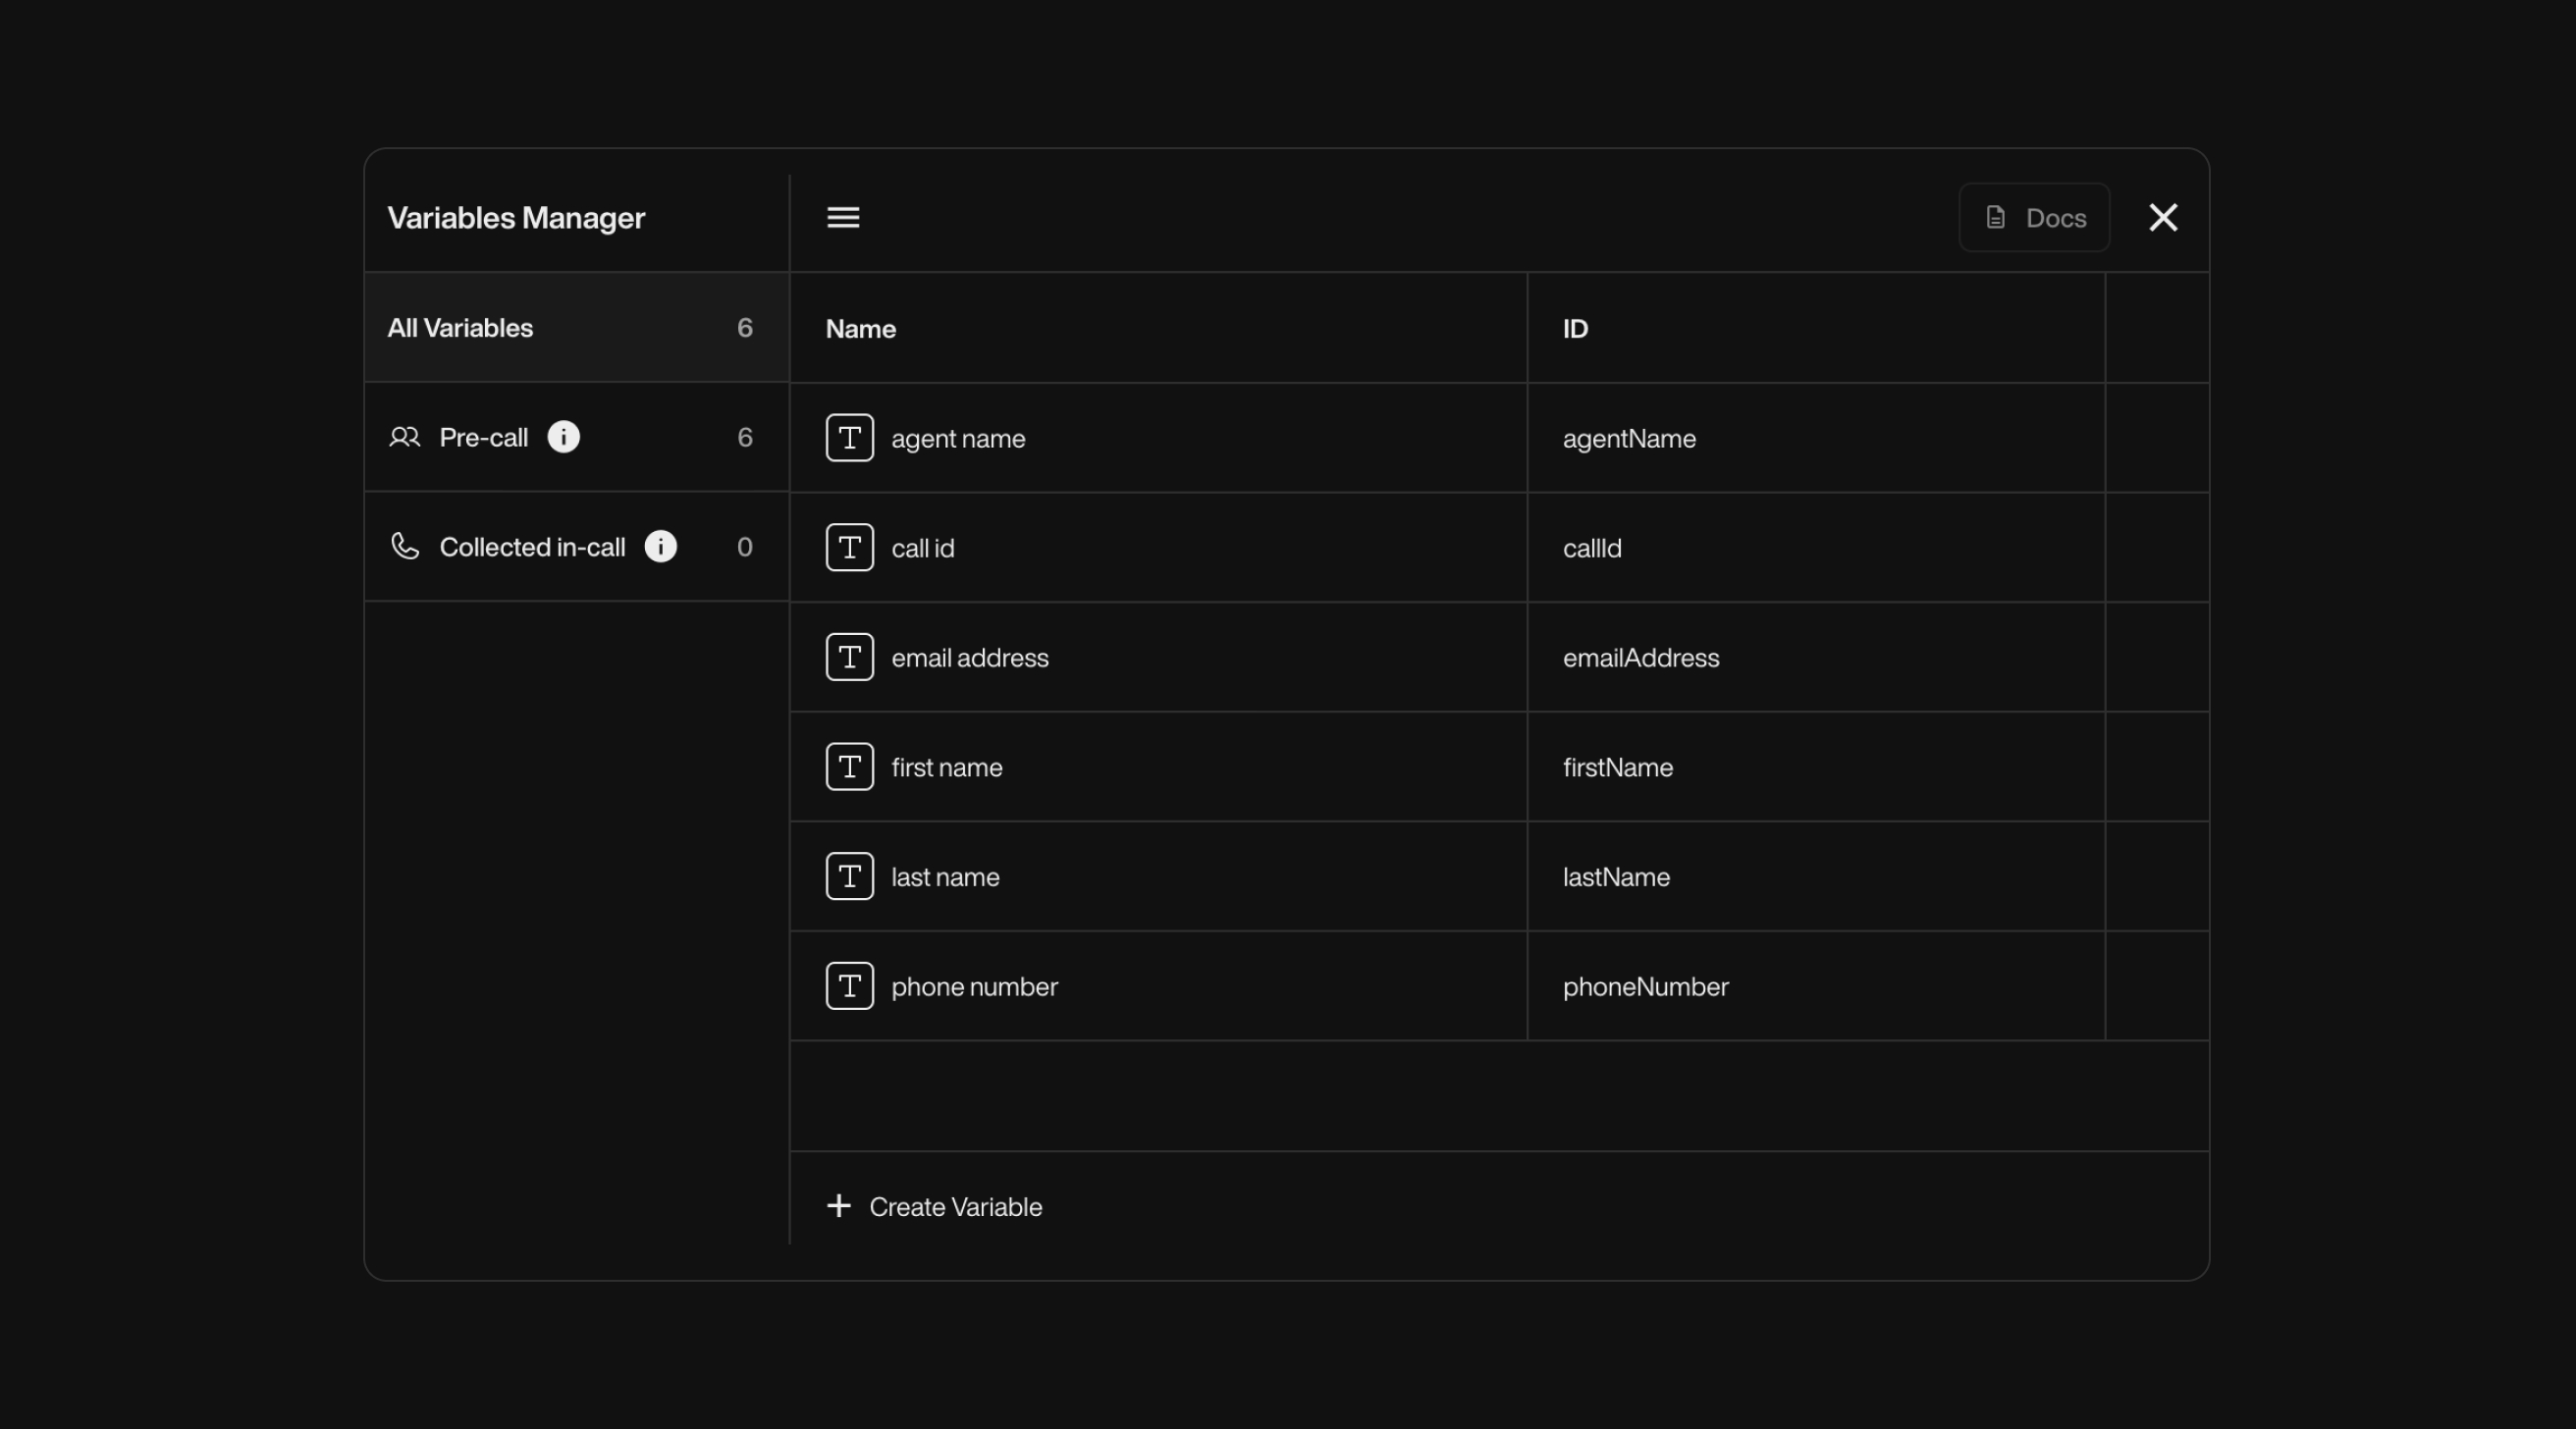 Variables Manager
Docs
All Variables 6
Pre-call 6
Collected in-call 0
Name ID
agent name agentName
call id callId
email address emailAddress
first name firstName
last name lastName
phone number phoneNumber
Create Variable